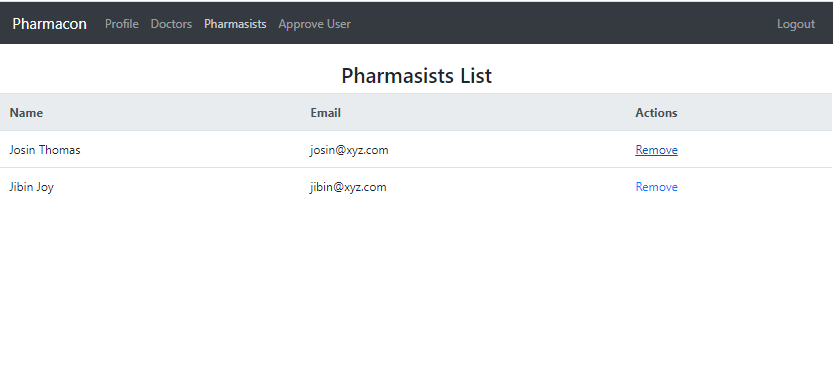 Pharmacon Profile Doctors Pharmasists Approve User Logout
Pharmasists List
Name Email Actions
Josin Thomas josin@xyz.com Remove
Jibin Joy jibin@xyz.com Remove